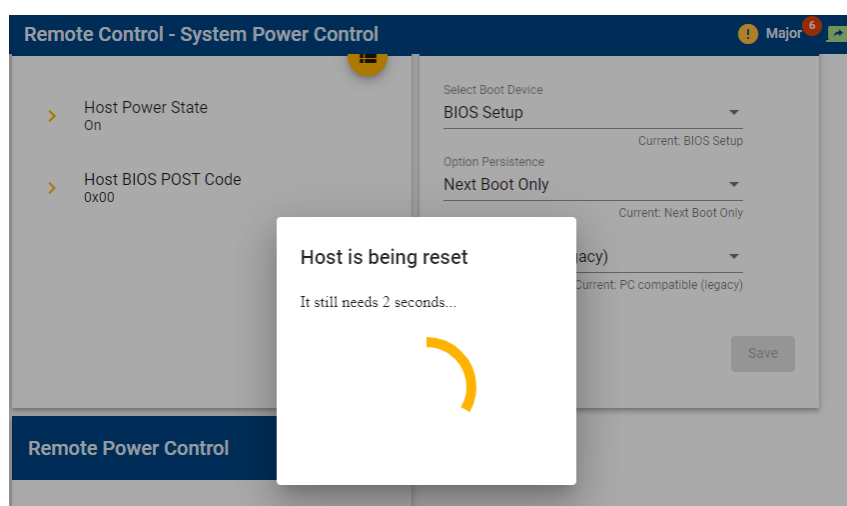 Remote Control - System Power Control
Major 6
Host Power State
On
Host BIOS POST Code
0x00
Select Boot Device
BIOS Setup
Current: BIOS Setup
Option Persistence
Next Boot Only
Current: Next Boot Only
acy)
Current: PC compatible (legacy)
Save
Host is being reset
It still needs 2 seconds...
Remote Power Control